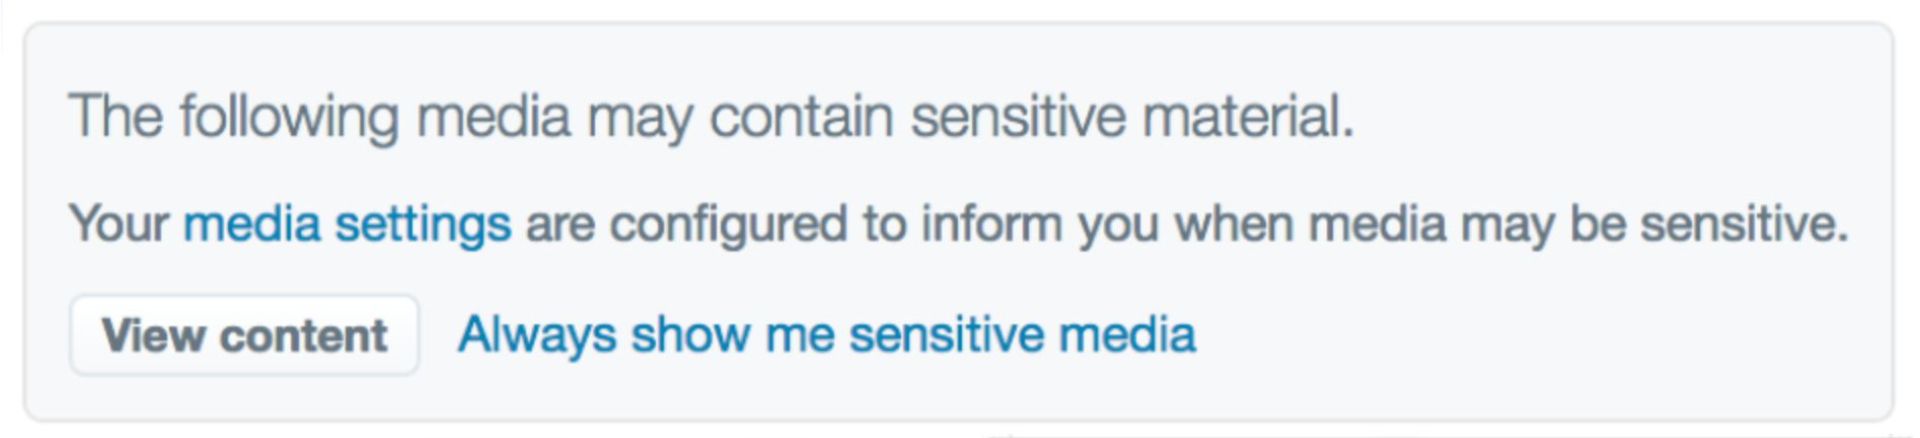 The following media may contain sensitive material.
Your media settings are configured to inform you when media may be sensitive.
View content Always show me sensitive media